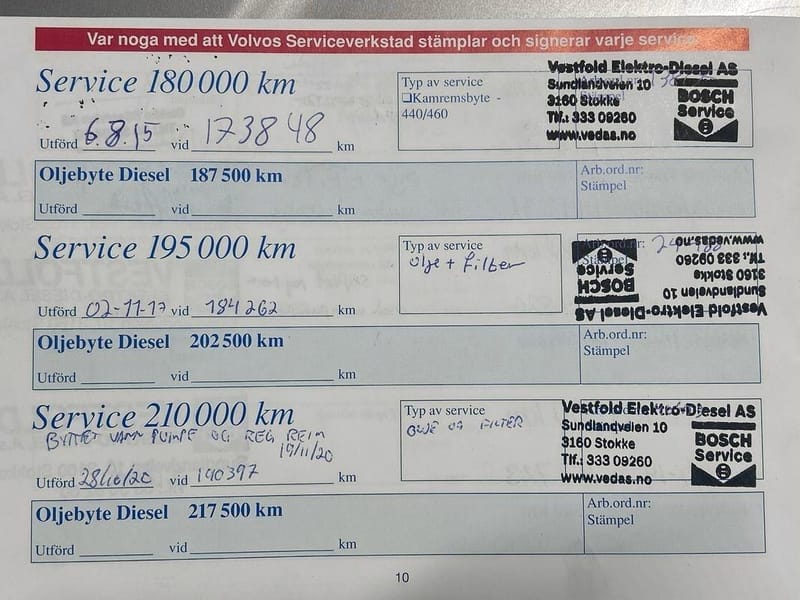 Var noga med att Volvos Serviceverkstad stämplar och signerar varje service
Service 180 000 km
Typ av service
❏Kamremsbyte -
440/460
Vestfold Elektro-Diesel AS
Sundlandveien 10
3160 Stokke
Tlf.: 333 09260
www.vedas.no
BOSCH
Service
Utförd 6.8.15 vid 173848 km
Oljebyte Diesel 187 500 km
Arb.ord.nr:
Stämpel
Utförd vid km
Service 195 000 km
Typ av service
olje + Filter
Vestfold Elektro-Diesel AS
Sundlandveien 10
3160 Stokke
Tlf.: 333 09260
www.vedas.no
BOSCH
Service
Utförd 02-11-17 vid 184262 km
Oljebyte Diesel 202 500 km
Arb.ord.nr:
Stämpel
Utförd vid km
Service 210 000 km
BYTTET VANN PUMPE OG REG REIM
19/11/20
Typ av service
OLJE OG FILTER
Vestfold Elektro-Diesel AS
Sundlandveien 10
3160 Stokke
Tlf.: 333 09260
www.vedas.no
BOSCH
Service
Utförd 28/10/20 vid 190397 km
Oljebyte Diesel 217 500 km
Arb.ord.nr:
Stämpel
Utförd vid km
10